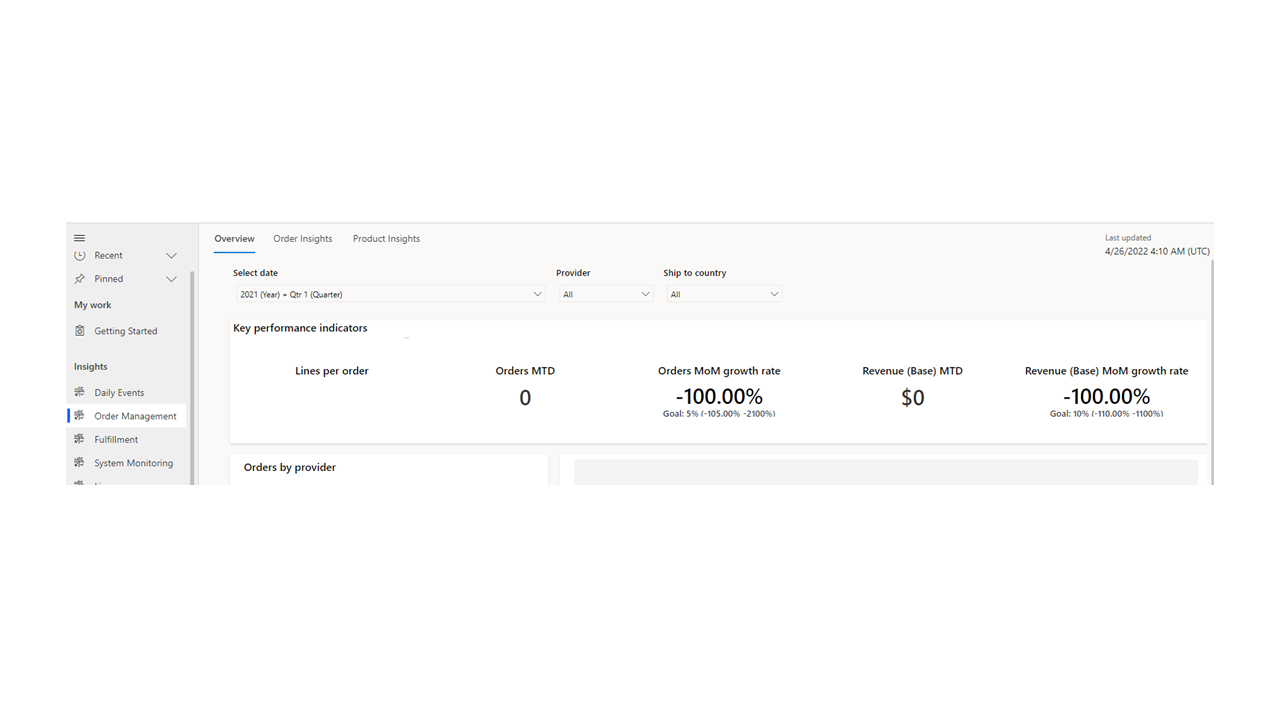 Recent
Pinned
My work
Getting Started
Insights
Daily Events
Order Management
Fulfillment
System Monitoring
Overview Order Insights Product Insights
Last updated
4/26/2022 4:10 AM (UTC)
Select date Provider Ship to country
2021 (Year) + Qtr 1 (Quarter) All All
Key performance indicators
Lines per order Orders MTD Orders MoM growth rate Revenue (Base) MTD Revenue (Base) MoM growth rate
0 -100.00% $0 -100.00%
Goal: 5% (-105.00% -2100%) Goal: 10% (-110.00% -1100%)
Orders by provider